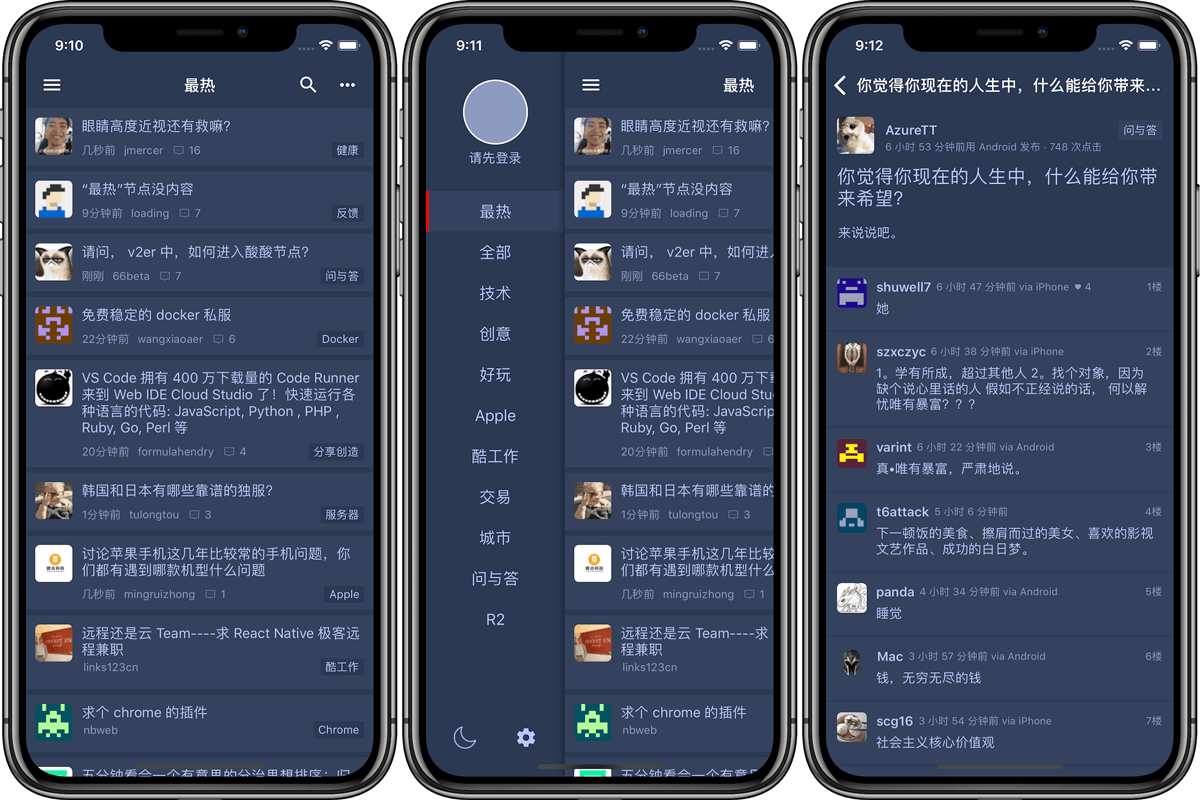 9:10
最热
眼睛高度近视还有救嘛?
几秒前 jmercer 16
健康
“最热”节点没内容
9分钟前 loading 7
反馈
请问， v2er 中，如何进入酸酸节点?
刚刚 66beta 7
问与答
免费稳定的 docker 私服
22分钟前 wangxiaoaer 6
Docker
VS Code 拥有 400 万下载量的 Code Runner
来到 Web IDE Cloud Studio 了！快速运行各
种语言的代码: JavaScript, Python , PHP ,
Ruby, Go, Perl 等
20分钟前 formulahendry 4
分享创造
韩国和日本有哪些靠谱的独服?
1分钟前 tulongtou 3
服务器
讨论苹果手机这几年比较常的手机问题，你
们都有遇到哪款机型什么问题
几秒前 mingruizhong 1
Apple
远程还是云 Team----求 React Native 极客远
程兼职
links123cn
酷工作
求个 chrome 的插件
nbweb
Chrome
五分钟看会一个有意思的分治思想排序：归
9:11
请先登录
最热
全部
技术
创意
好玩
Apple
酷工作
交易
城市
问与答
R2
最热
眼睛高度近视还有救嘛?
几秒前 jmercer 16
“最热”节点没内容
9分钟前 loading 7
请问， v2er 中，如何进入
刚刚 66beta 7
免费稳定的 docker 私服
22分钟前 wangxiaoaer 6
VS Code 拥有 400 万下载
来到 Web IDE Cloud Stu
种语言的代码: JavaScrip
Ruby, Go, Perl 等
20分钟前 formulahendry
韩国和日本有哪些靠谱的
1分钟前 tulongtou 3
讨论苹果手机这几年比较
们都有遇到哪款机型什么
几秒前 mingruizhong 1
远程还是云 Team----求
程兼职
links123cn
求个 chrome 的插件
nbweb
五分钟看会一个有意
9:12
你觉得你现在的人生中，什么能给你带来...
AzureTT
问与答
6 小时 53 分钟前用 Android 发布 · 748 次点击
你觉得你现在的人生中，什么能给你带
来希望?
来说说吧。
shuwell7 6 小时 47 分钟前 via iPhone ♥ 4 1楼
她
szxczyc 6 小时 38 分钟前 via iPhone 2楼
1。学有所成，超过其他人 2。找个对象，因为
缺个说心里话的人 假如不正经说的话， 何以解
忧唯有暴富? ? ?
varint 6 小时 22 分钟前 via Android 3楼
真•唯有暴富，严肃地说。
t6attack 5 小时 6 分钟前 4楼
下一顿饭的美食、擦肩而过的美女、喜欢的影视
文艺作品、成功的白日梦。
panda 4 小时 34 分钟前 via Android 5楼
睡觉
Mac 3 小时 57 分钟前 via Android 6楼
钱，无穷无尽的钱
scg16 3 小时 54 分钟前 via iPhone 7楼
社会主义核心价值观